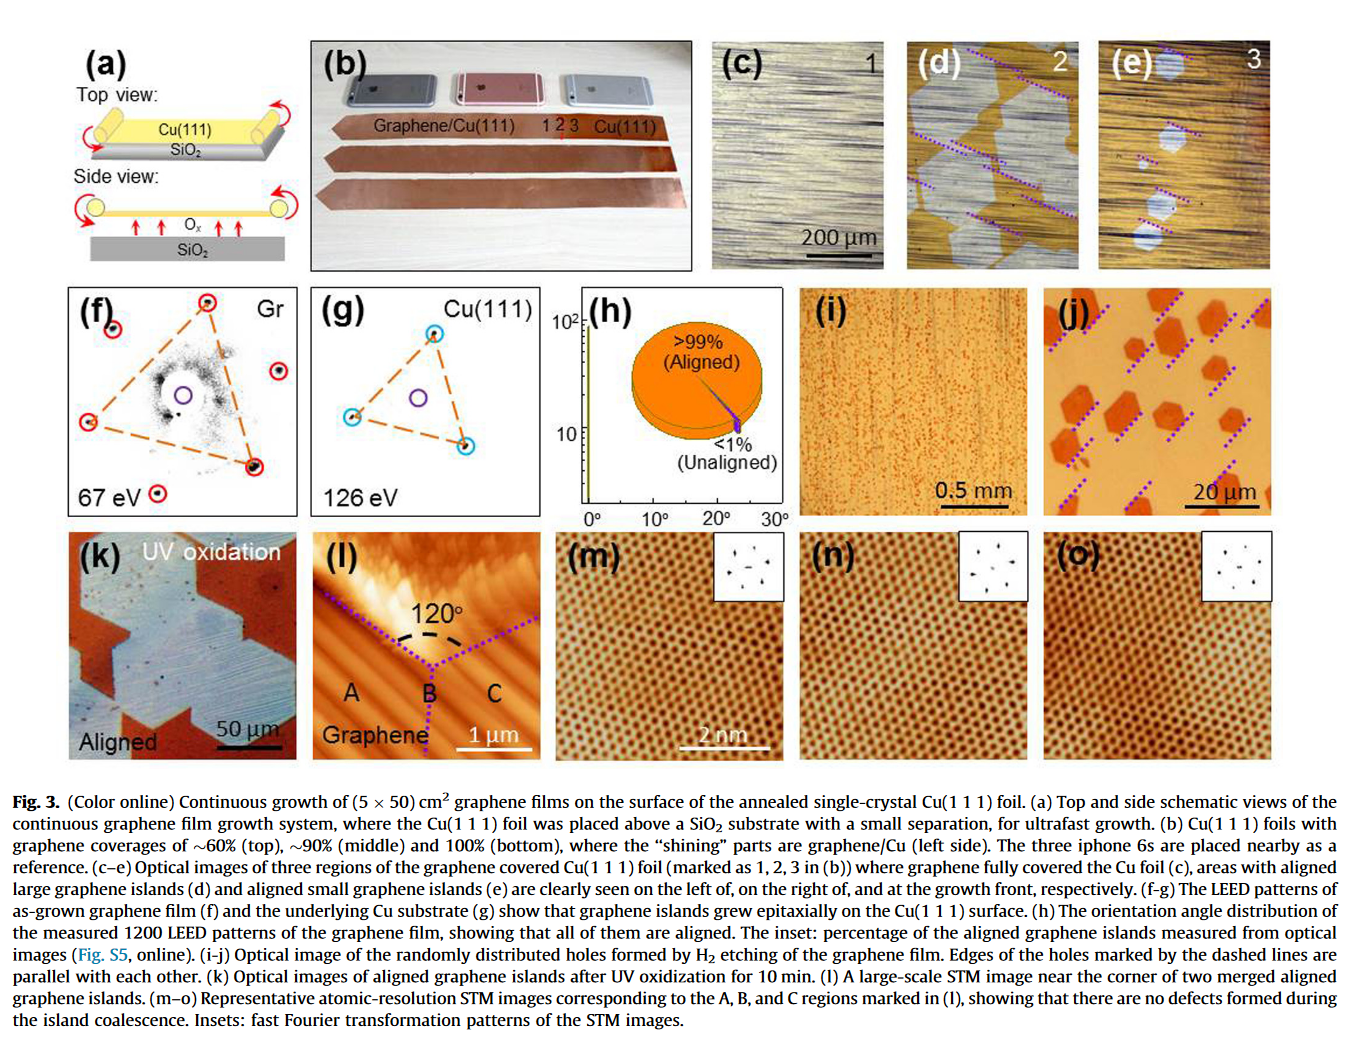 (a)
Top view:
Cu(111)
SiO₂
Side view:
Oₓ
SiO₂
(b)
Graphene/Cu(111) 1 2 3 Cu(111)
(c) 1
200 µm
(d) 2
(e) 3
(f) Gr
67 eV
(g) Cu(111)
126 eV
(h)
10²
10
0° 10° 20° 30°
>99%
(Aligned)
<1%
(Unaligned)
(i)
0.5 mm
(j)
20 µm
(k) UV oxidation
50 µm
Aligned
(l)
120°
A B C
Graphene 1 µm
(m)
2 nm
(n)
(o)
Fig. 3. (Color online) Continuous growth of (5 × 50) cm² graphene films on the surface of the annealed single-crystal Cu(1 1 1) foil. (a) Top and side schematic views of the
continuous graphene film growth system, where the Cu(1 1 1) foil was placed above a SiO₂ substrate with a small separation, for ultrafast growth. (b) Cu(1 1 1) foils with
graphene coverages of ~60% (top), ~90% (middle) and 100% (bottom), where the “shining” parts are graphene/Cu (left side). The three iphone 6s are placed nearby as a
reference. (c–e) Optical images of three regions of the graphene covered Cu(1 1 1) foil (marked as 1, 2, 3 in (b)) where graphene fully covered the Cu foil (c), areas with aligned
large graphene islands (d) and aligned small graphene islands (e) are clearly seen on the left of, on the right of, and at the growth front, respectively. (f-g) The LEED patterns of
as-grown graphene film (f) and the underlying Cu substrate (g) show that graphene islands grew epitaxially on the Cu(1 1 1) surface. (h) The orientation angle distribution of
the measured 1200 LEED patterns of the graphene film, showing that all of them are aligned. The inset: percentage of the aligned graphene islands measured from optical
images (Fig. S5, online). (i-j) Optical image of the randomly distributed holes formed by H₂ etching of the graphene film. Edges of the holes marked by the dashed lines are
parallel with each other. (k) Optical images of aligned graphene islands after UV oxidization for 10 min. (l) A large-scale STM image near the corner of two merged aligned
graphene islands. (m–o) Representative atomic-resolution STM images corresponding to the A, B, and C regions marked in (l), showing that there are no defects formed during
the island coalescence. Insets: fast Fourier transformation patterns of the STM images.